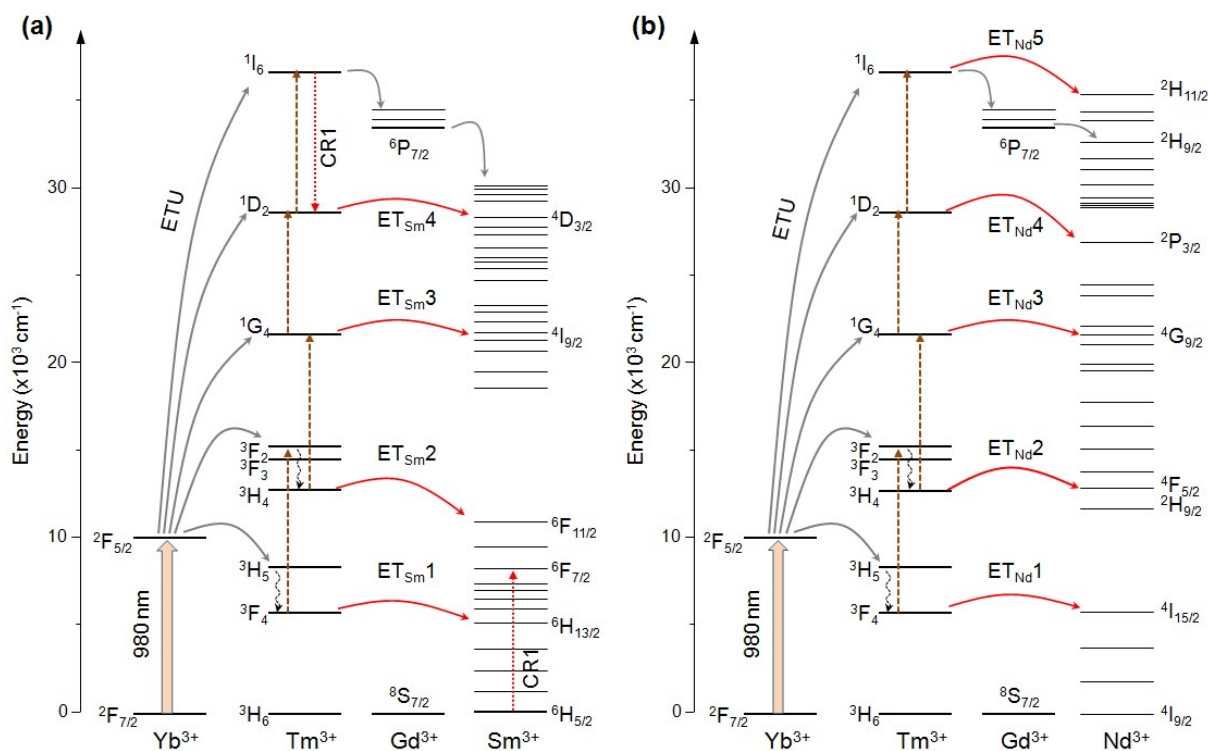 (a)
¹I₆
CR1
⁶P₇/₂
30
ETU
¹D₂
ET_Sm4
⁴D₃/₂
Energy (x10³ cm⁻¹)
20
¹G₄
ET_Sm3
⁴I₉/₂
³F₂
³F₃
³H₄
ET_Sm2
⁶F₁₁/₂
10
²F₅/₂
³H₅
ET_Sm1
⁶F₇/₂
³F₄
⁶H₁₃/₂
980 nm
CR1
0
²F₇/₂
³H₆
⁸S₇/₂
⁶H₅/₂
Yb³⁺
Tm³⁺
Gd³⁺
Sm³⁺
(b)
ET_Nd5
¹I₆
²H₁₁/₂
⁶P₇/₂
²H₉/₂
30
ETU
¹D₂
ET_Nd4
²P₃/₂
Energy (x10³ cm⁻¹)
20
¹G₄
ET_Nd3
⁴G₉/₂
³F₂
³F₃
³H₄
ET_Nd2
⁴F₅/₂
²H₉/₂
10
²F₅/₂
³H₅
ET_Nd1
³F₄
⁴I₁₅/₂
980 nm
0
²F₇/₂
³H₆
⁸S₇/₂
⁴I₉/₂
Yb³⁺
Tm³⁺
Gd³⁺
Nd³⁺